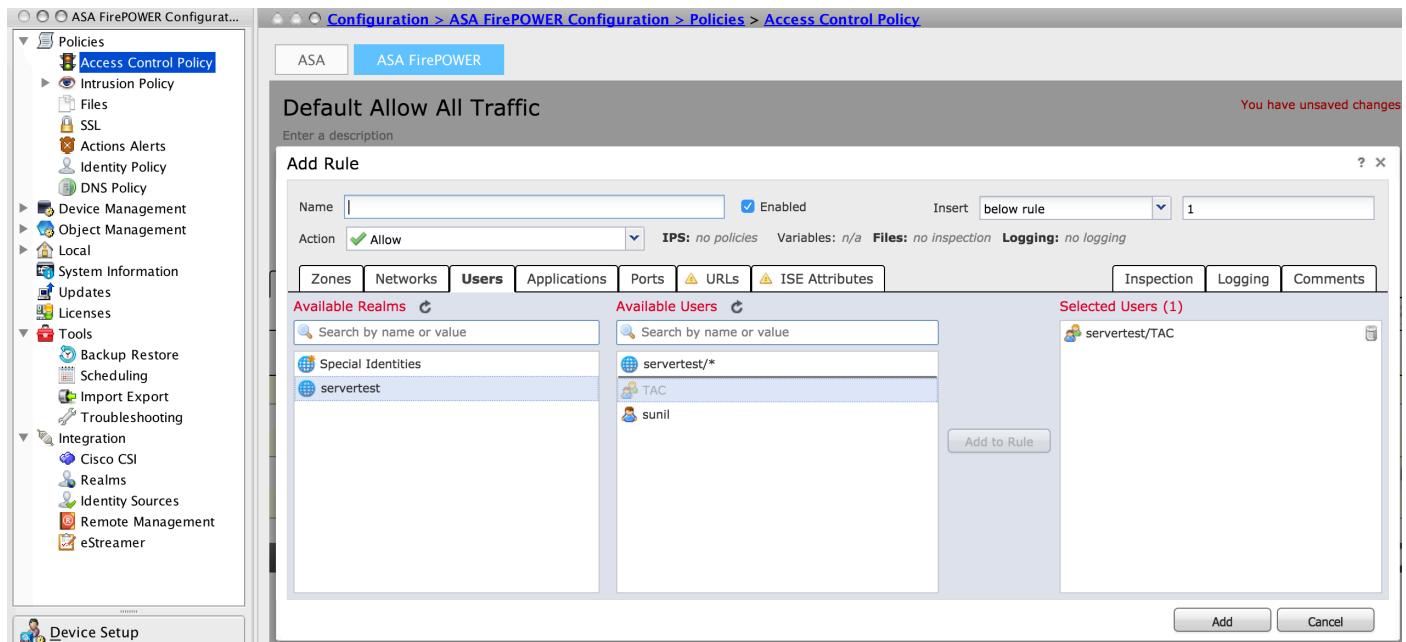 ASA FirePOWER Configurat...
Policies
Access Control Policy
Intrusion Policy
Files
SSL
Actions Alerts
Identity Policy
DNS Policy
Device Management
Object Management
Local
System Information
Updates
Licenses
Tools
Backup Restore
Scheduling
Import Export
Troubleshooting
Integration
Cisco CSI
Realms
Identity Sources
Remote Management
eStreamer
Device Setup
Configuration > ASA FirePOWER Configuration > Policies > Access Control Policy
ASA ASA FirePOWER
Default Allow All Traffic You have unsaved changes
Enter a description
Add Rule ? ×
Name Enabled Insert below rule 1
Action Allow IPS: no policies Variables: n/a Files: no inspection Logging: no logging
Zones Networks Users Applications Ports URLs ISE Attributes Inspection Logging Comments
Available Realms Available Users Selected Users (1)
Search by name or value Search by name or value servertest/TAC
Special Identities servertest/*
servertest TAC
sunil
Add to Rule
Add Cancel